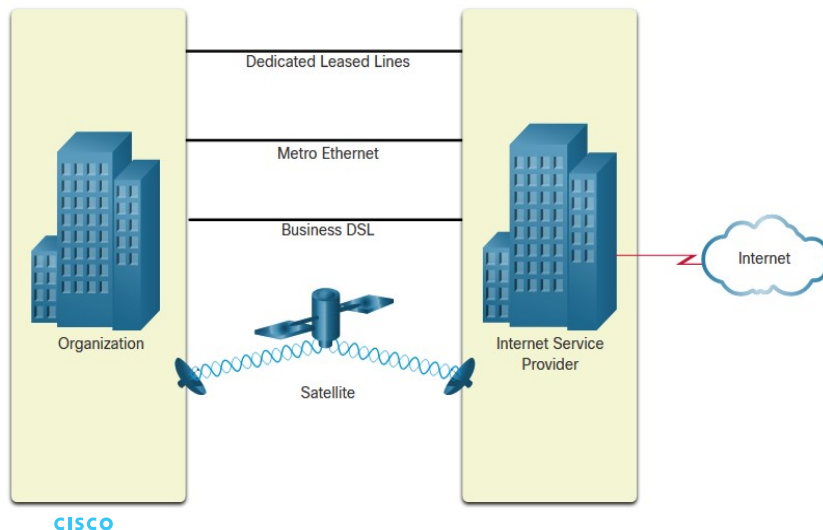 Dedicated Leased Lines
Metro Ethernet
Business DSL
Organization
Satellite
Internet Service
Provider
Internet
CISCO